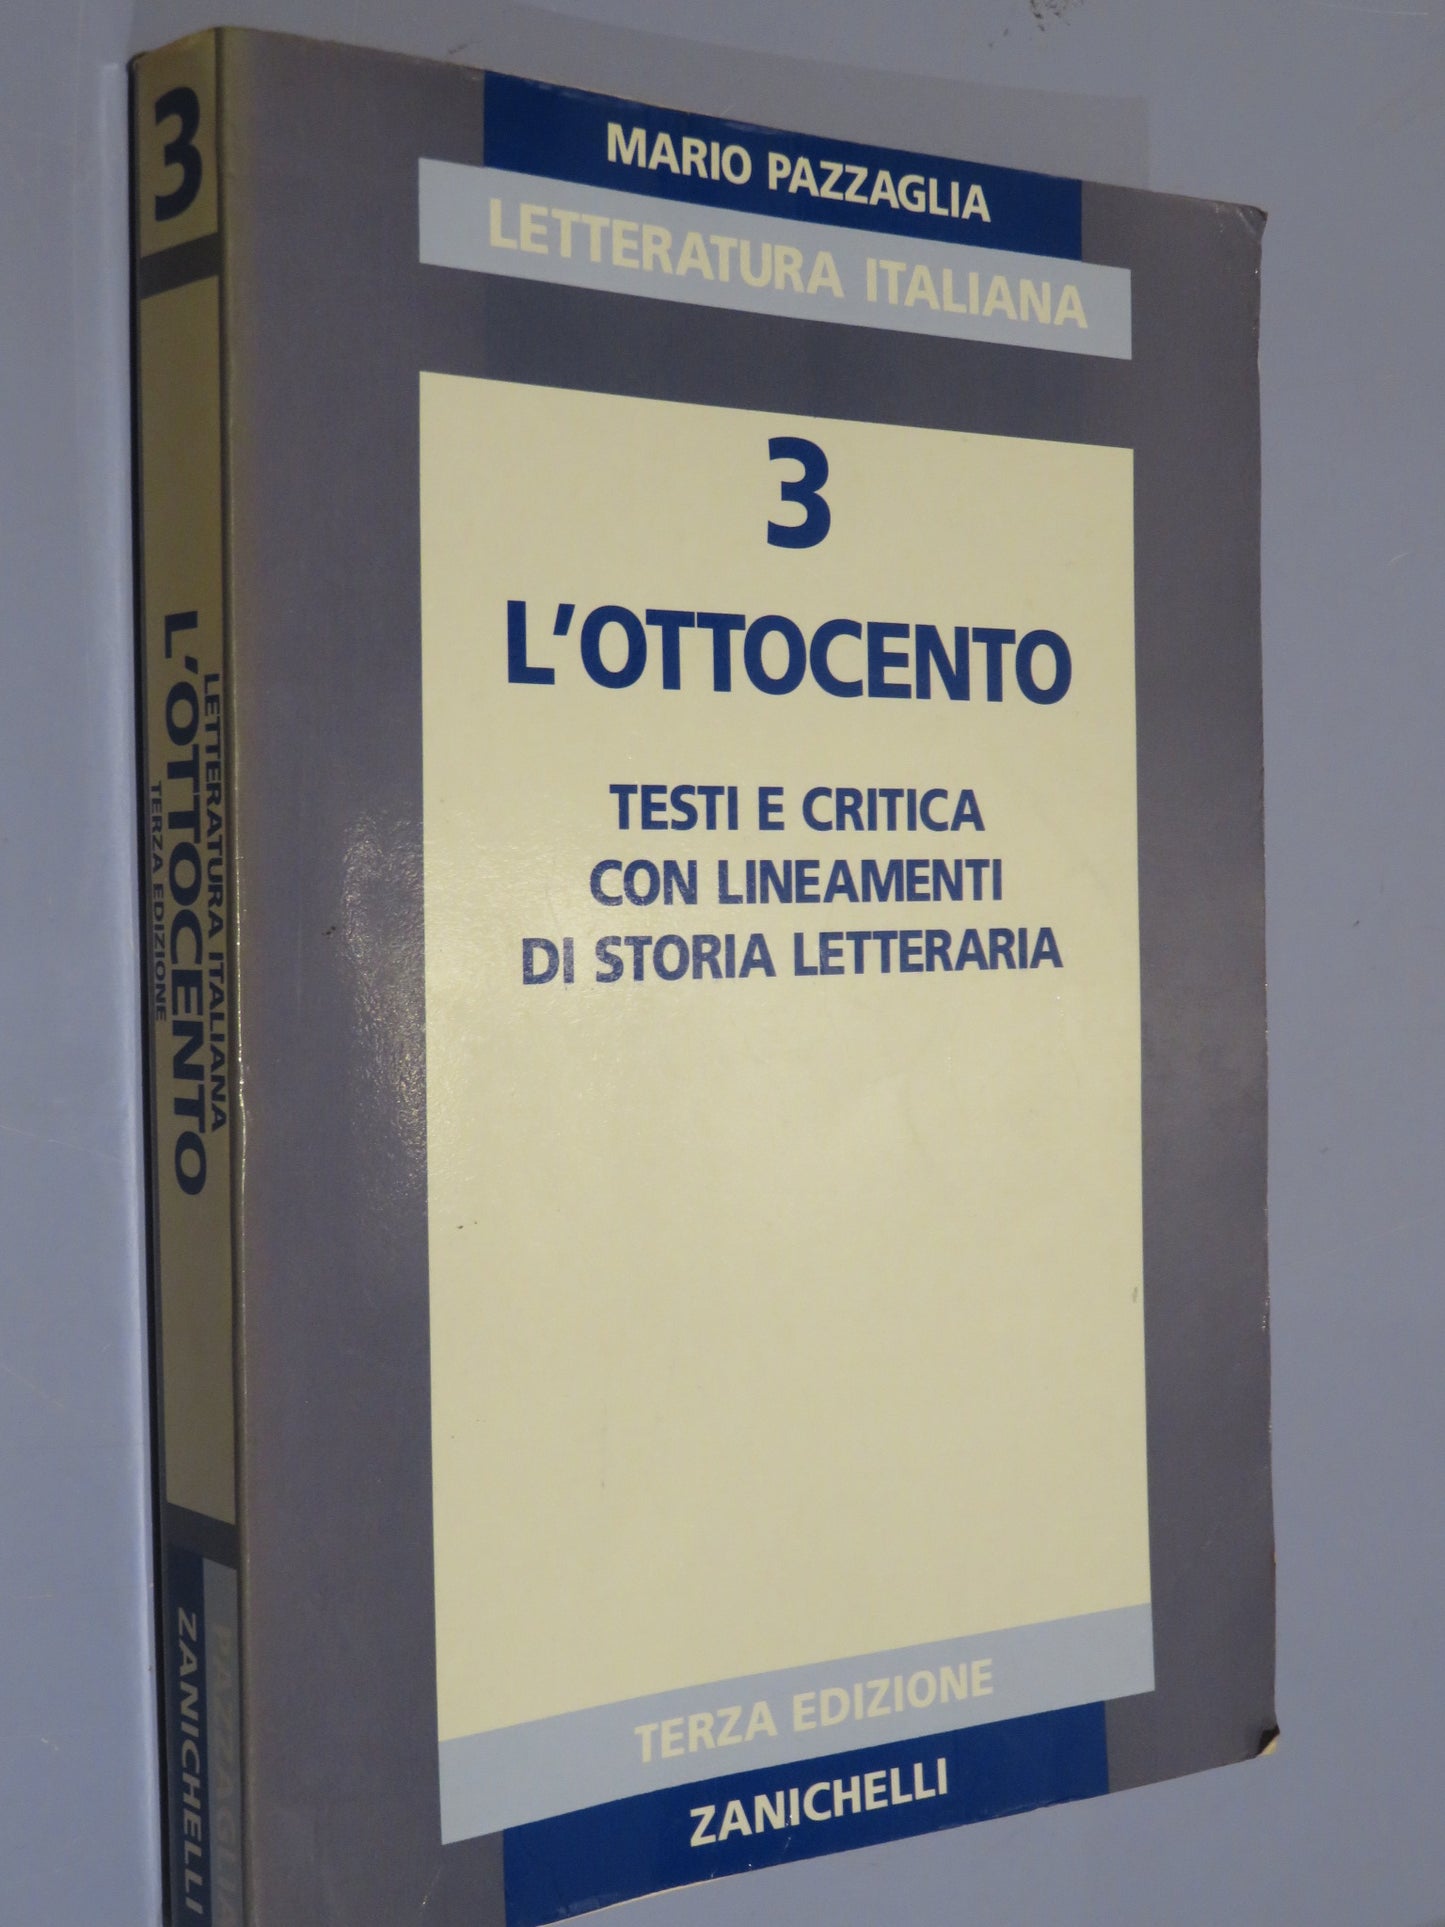 3
LETTERATURA ITALIANA
L'OTTOCENTO
TERZA EDIZIONE
PAZZAGLIA
ZANICHELLI
MARIO PAZZAGLIA
LETTERATURA ITALIANA
3
L'OTTOCENTO
TESTI E CRITICA
CON LINEAMENTI
DI STORIA LETTERARIA
TERZA EDIZIONE
ZANICHELLI